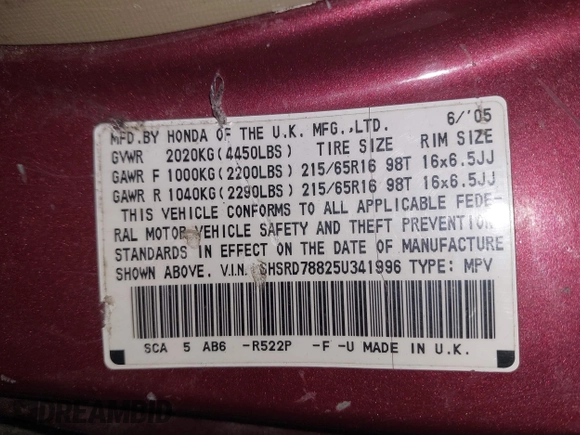 6/'05
MFD.BY HONDA OF THE U.K. MFG.,LTD.
GVWR 2020KG(4450LBS) TIRE SIZE RIM SIZE
GAWR F 1000KG(2200LBS) 215/65R16 98T 16x6.5JJ
GAWR R 1040KG(2290LBS) 215/65R16 98T 16x6.5JJ
THIS VEHICLE CONFORMS TO ALL APPLICABLE FEDE-
RAL MOTOR VEHICLE SAFETY AND THEFT PREVENTION
STANDARDS IN EFFECT ON THE DATE OF MANUFACTURE
SHOWN ABOVE. V.I.N. SHSRD78825U341996 TYPE: MPV
SCA 5 AB6 -R522P -F -U MADE IN U.K.
DREAMBID